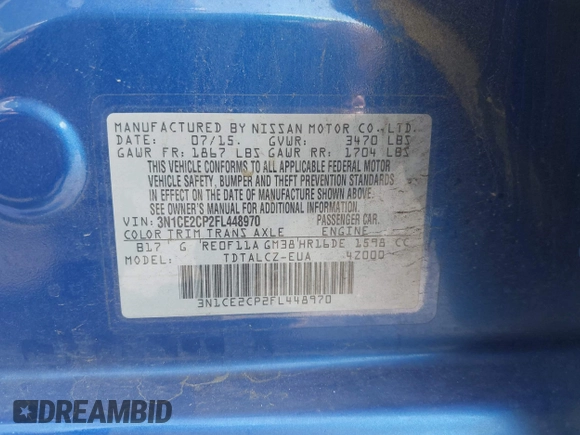 MANUFACTURED BY NISSAN MOTOR CO.,LTD.
DATE: 07/15. GVWR: 3470 LBS
GAWR FR: 1867 LBS GAWR RR: 1704 LBS
THIS VEHICLE CONFORMS TO ALL APPLICABLE FEDERAL MOTOR
VEHICLE SAFETY, BUMPER AND THEFT PREVENTION STANDARDS
IN EFFECT ON THE DATE OF MANUFACTURE SHOWN ABOVE.
SEE OWNER'S MANUAL FOR ADDITIONAL INFORMATION.
VIN: 3N1CE2CP2FL448970 PASSENGER CAR.
COLOR TRIM TRANS AXLE ENGINE
B17 G RE0F11A GM38 HR16DE 1598 CC
MODEL: TDTALCZ-EUA 4Z000
3N1CE2CP2FL448970
DREAMBID